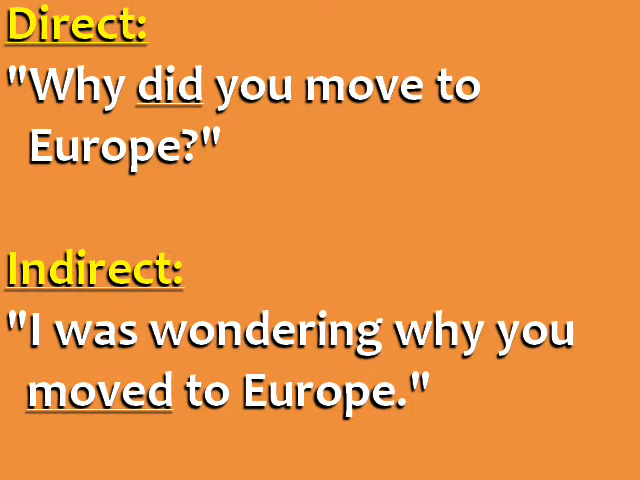 Direct:
"Why did you move to
Europe?"
Indirect:
"I was wondering why you
moved to Europe."